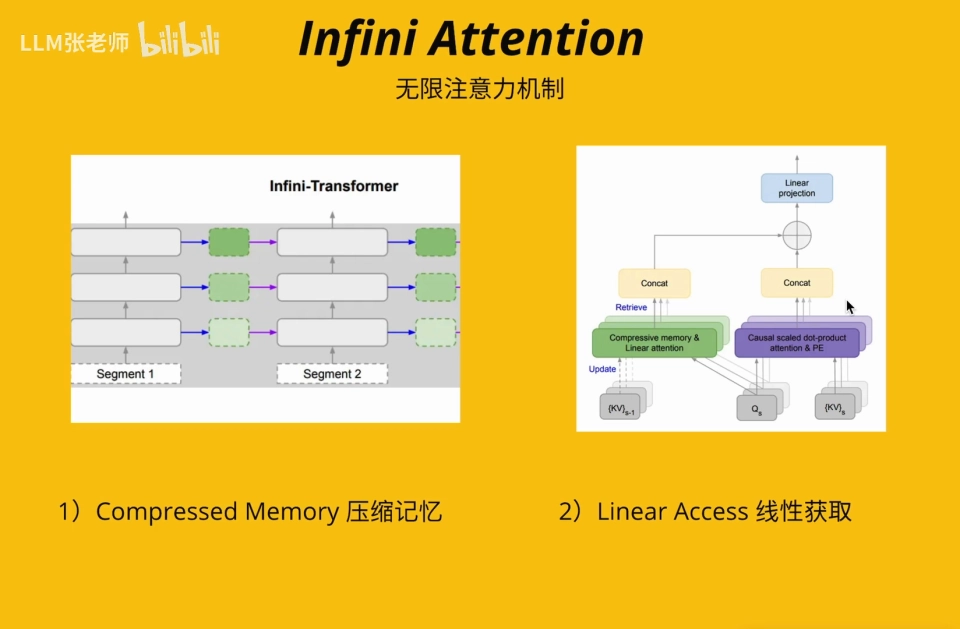 LLM张老师 bilibili
Infini Attention
无限注意力机制
Infini-Transformer
Segment 1
Segment 2
Linear
projection
Concat
Concat
Retrieve
Compressive memory &
Linear attention
Causal scaled dot-product
attention & PE
Update
{KV}s-1
Qs
{KV}s
1）Compressed Memory 压缩记忆
2）Linear Access 线性获取